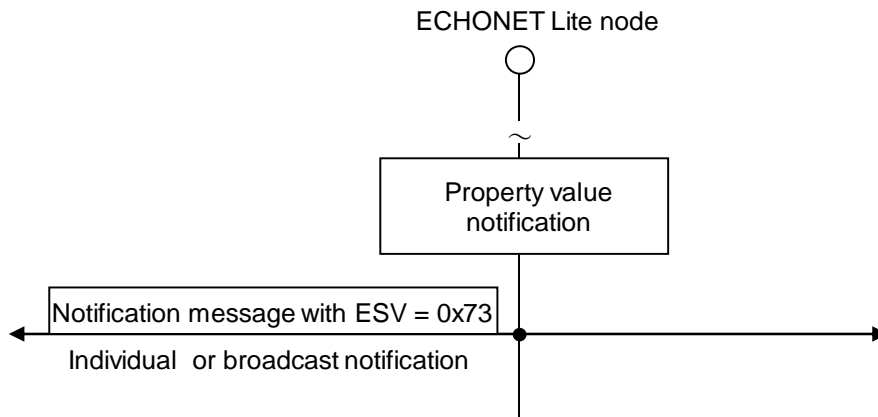 ECHONET Lite node
~
Property value
notification
Notification message with ESV = 0x73
Individual or broadcast notification